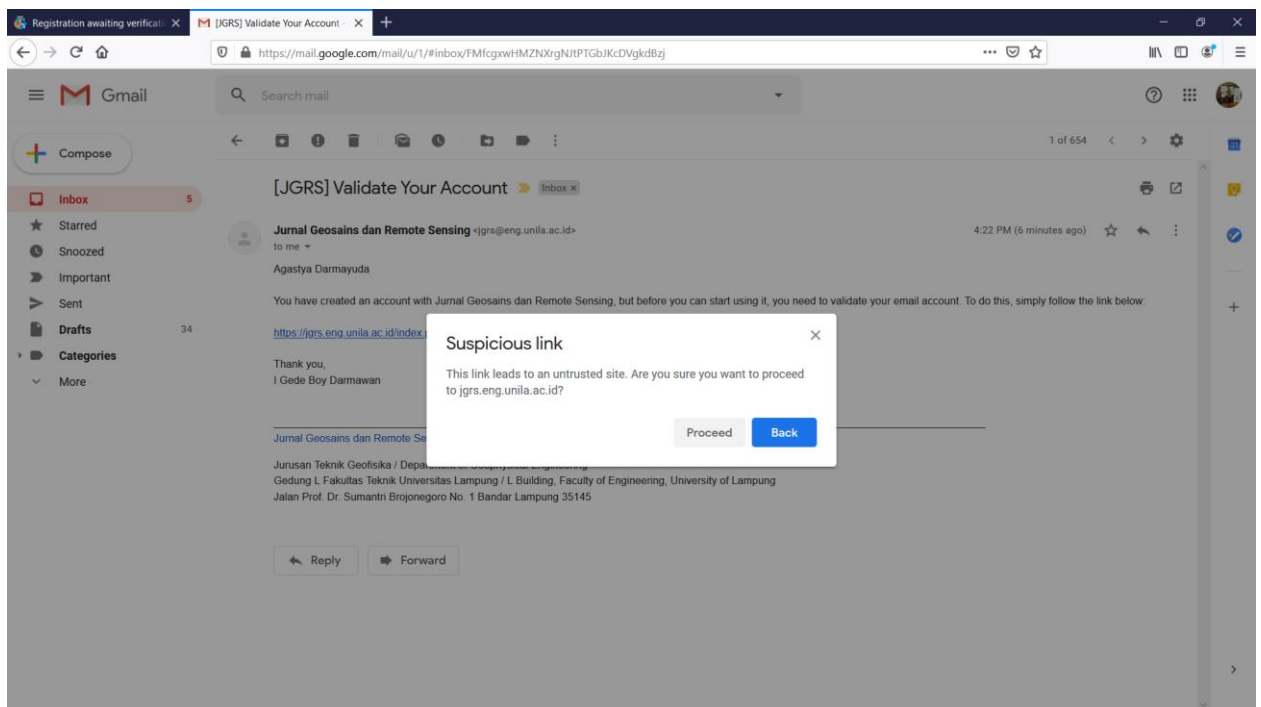 Registration awaiting verificati
[JGRS] Validate Your Account -
https://mail.google.com/mail/u/1/#inbox/FMfcgxwHMZNXrgNJtPTGbJKcDVgkdBzj
Gmail
Search mail
Compose
1 of 654
31
[JGRS] Validate Your Account
Inbox x
Inbox 5
Starred
Snoozed
Important
Sent
Drafts 34
Categories
More
Jurnal Geosains dan Remote Sensing <jgrs@eng.unila.ac.id>
4:22 PM (6 minutes ago)
to me
Agastya Darmayuda
You have created an account with Jurnal Geosains dan Remote Sensing, but before you can start using it, you need to validate your email account. To do this, simply follow the link below:
https://jgrs.eng.unila.ac.id/index.
Thank you,
I Gede Boy Darmawan
Suspicious link
This link leads to an untrusted site. Are you sure you want to proceed
to jgrs.eng.unila.ac.id?
Proceed
Back
Jurnal Geosains dan Remote Se
Jurusan Teknik Geofisika / Department of Geophysical Engineering
Gedung L Fakultas Teknik Universitas Lampung / L Building, Faculty of Engineering, University of Lampung
Jalan Prof. Dr. Sumantri Brojonegoro No. 1 Bandar Lampung 35145
Reply
Forward